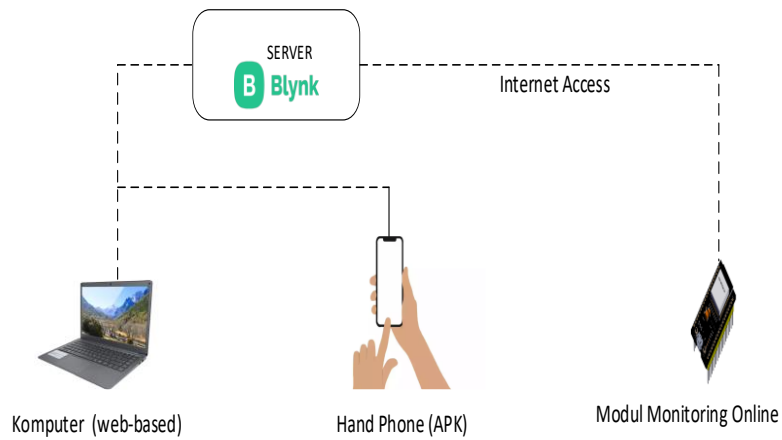 SERVER
B Blynk
Internet Access
Komputer (web-based)
Hand Phone (APK)
Modul Monitoring Online